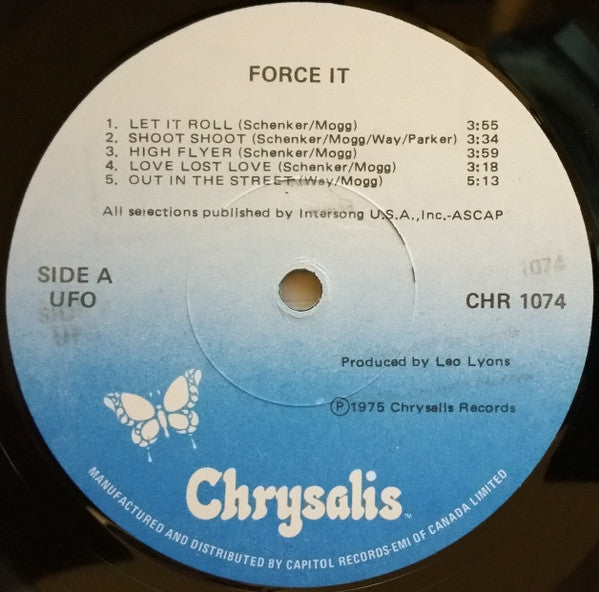 FORCE IT
1. LET IT ROLL (Schenker/Mogg) 3:55
2. SHOOT SHOOT (Schenker/Mogg/Way/Parker) 3:34
3. HIGH FLYER (Schenker/Mogg) 3:59
4. LOVE LOST LOVE (Schenker/Mogg) 3:18
5. OUT IN THE STREET (Way/Mogg) 5:13
All selections published by Intersong U.S.A.,Inc.-ASCAP
SIDE A
UFO
1074
CHR 1074
Produced by Leo Lyons
Ⓟ1975 Chrysalis Records
Chrysalis™
MANUFACTURED AND DISTRIBUTED BY CAPITOL RECORDS-EMI OF CANADA LIMITED